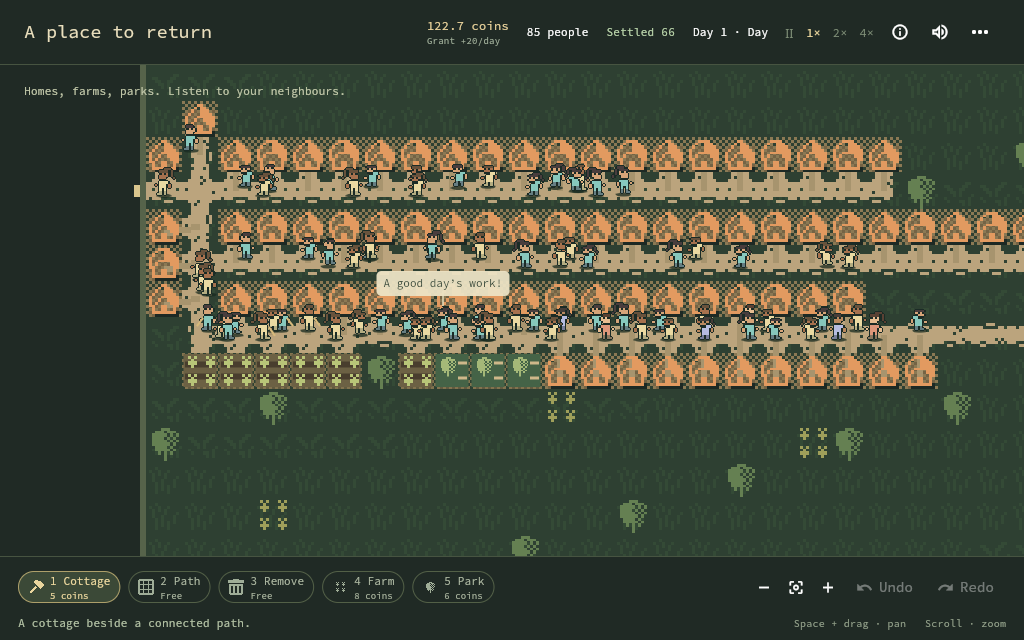 A place to return
122.7 coins
Grant +20/day
85 people
Settled 66
Day 1 · Day
1×
2×
4×
Homes, farms, parks. Listen to your neighbours.
A good day's work!
1 Cottage
5 coins
2 Path
Free
3 Remove
Free
4 Farm
8 coins
5 Park
6 coins
Undo
Redo
A cottage beside a connected path.
Space + drag · pan
Scroll · zoom